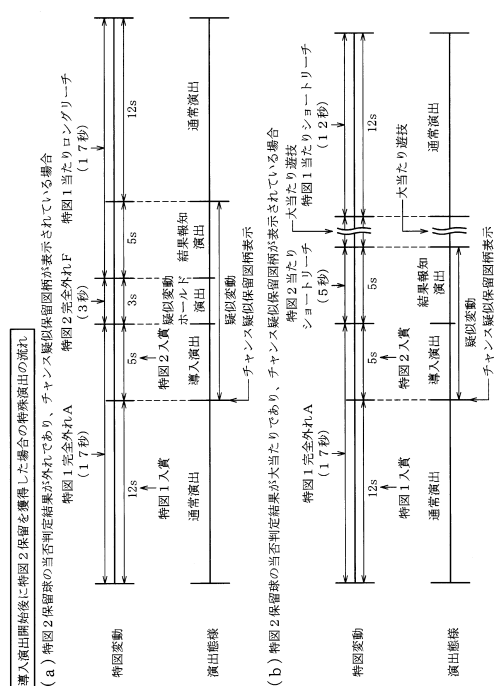 導入演出開始後に特図２保留を獲得した場合の特殊演出の流れ
(a) 特図２保留球の当否判定結果が外れであり、チャンス疑似保留図柄が表示されている場合
特図１完全外れＡ
（１７秒）
特図２完全外れＦ
（３秒）
特図１当たりロングリーチ
（１７秒）
特図変動
12s
5s
3s
5s
12s
特図１入賞
特図２入賞
演出態様
通常演出
導入演出
疑似変動
ホールド
演出
結果報知
演出
通常演出
疑似変動
チャンス疑似保留図柄表示
(b) 特図２保留球の当否判定結果が大当たりであり、チャンス疑似保留図柄が表示されている場合
特図１完全外れＡ
（１７秒）
特図２当たり
ショートリーチ
（５秒）
大当たり遊技
特図１当たりショートリーチ
（１２秒）
特図変動
12s
5s
5s
12s
特図１入賞
特図２入賞
大当たり遊技
演出態様
通常演出
導入演出
結果報知
演出
通常演出
疑似変動
チャンス疑似保留図柄表示